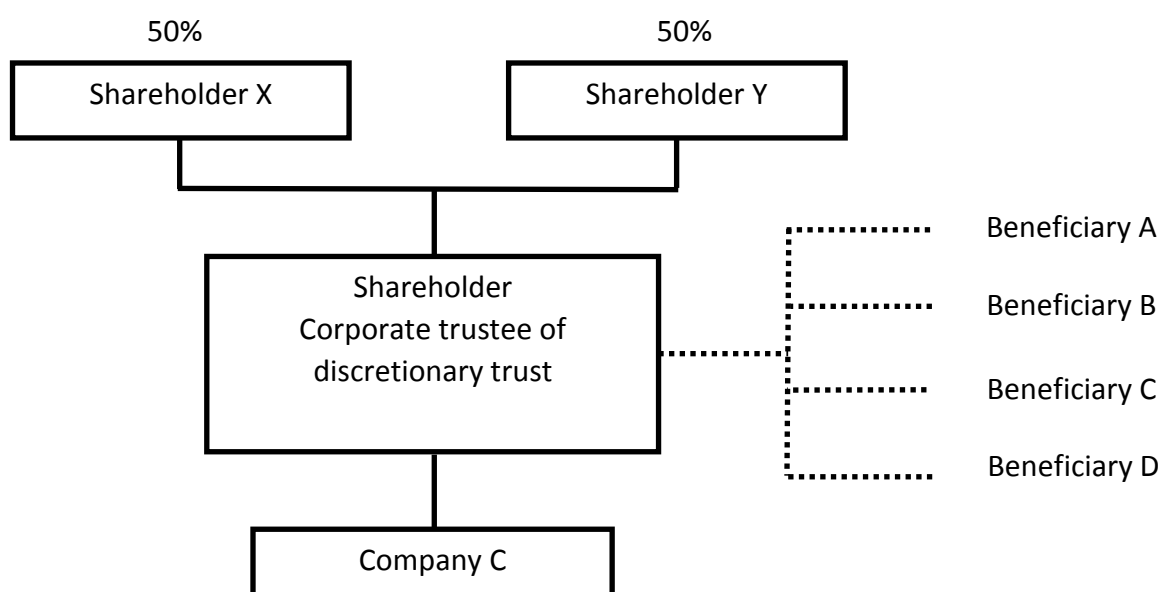 50%
50%
Shareholder X
Shareholder Y
Shareholder
Corporate trustee of
discretionary trust
Beneficiary A
Beneficiary B
Beneficiary C
Beneficiary D
Company C